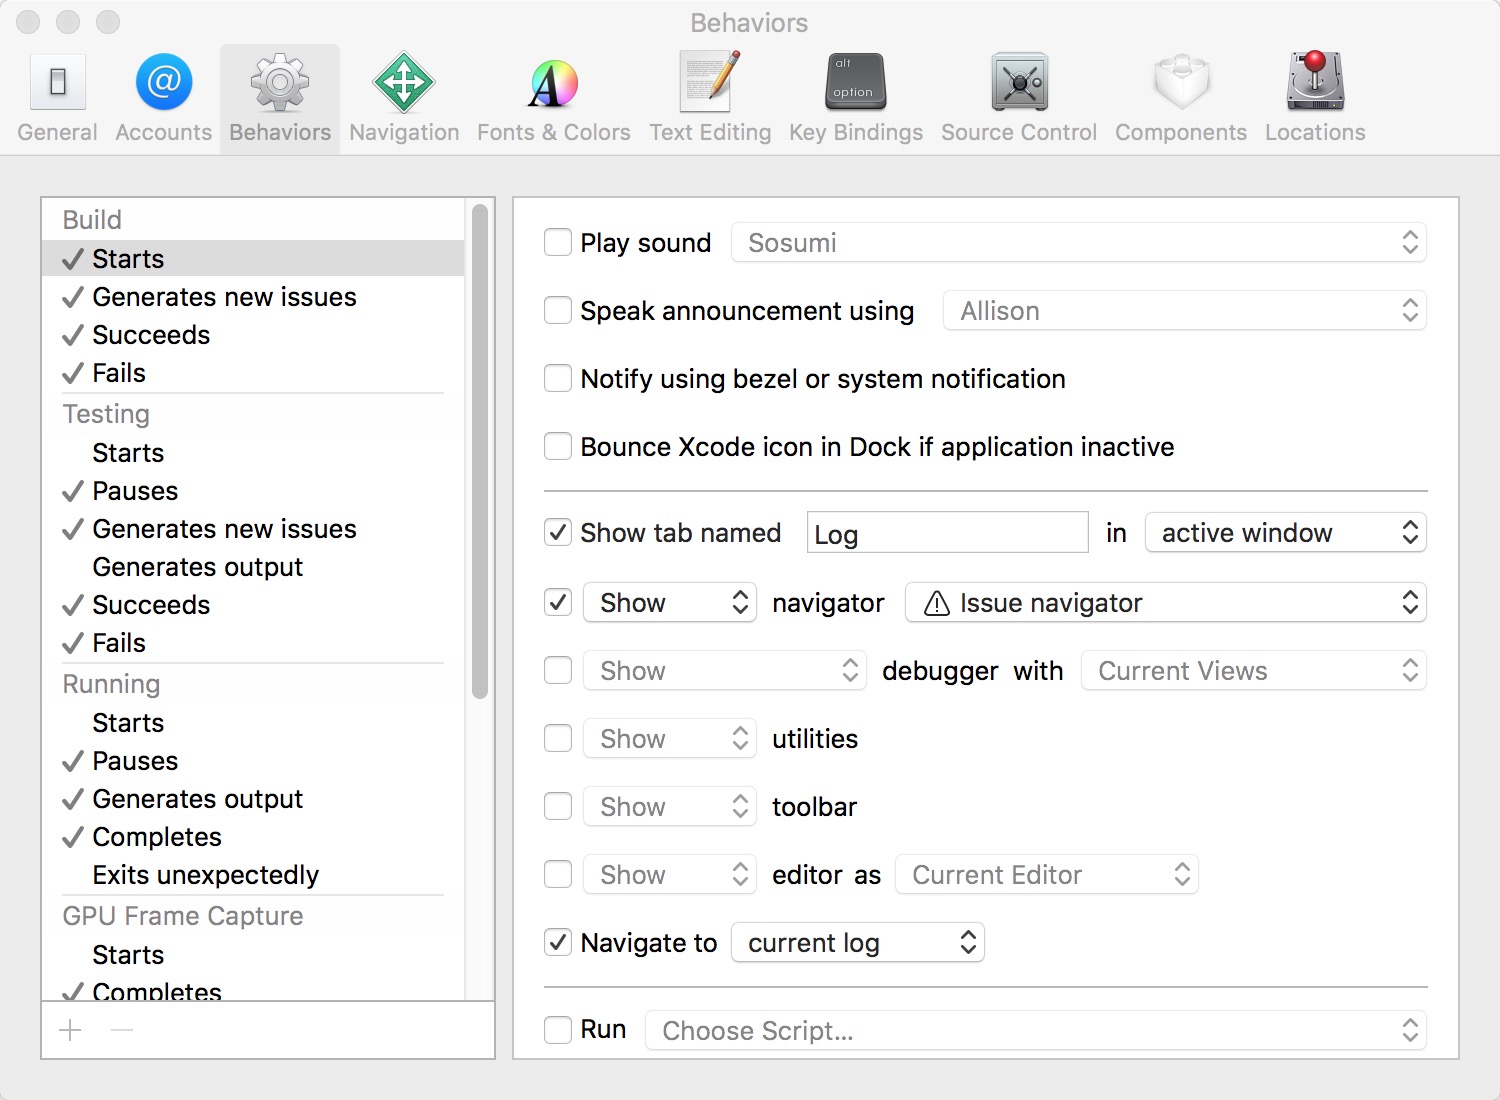 Behaviors
General Accounts Behaviors Navigation Fonts & Colors Text Editing Key Bindings Source Control Components Locations
alt
option
Build
Starts
Generates new issues
Succeeds
Fails
Testing
Starts
Pauses
Generates new issues
Generates output
Succeeds
Fails
Running
Starts
Pauses
Generates output
Completes
Exits unexpectedly
GPU Frame Capture
Starts
Completes
Play sound Sosumi
Speak announcement using Allison
Notify using bezel or system notification
Bounce Xcode icon in Dock if application inactive
Show tab named Log in active window
Show navigator Issue navigator
Show debugger with Current Views
Show utilities
Show toolbar
Show editor as Current Editor
Navigate to current log
Run Choose Script...